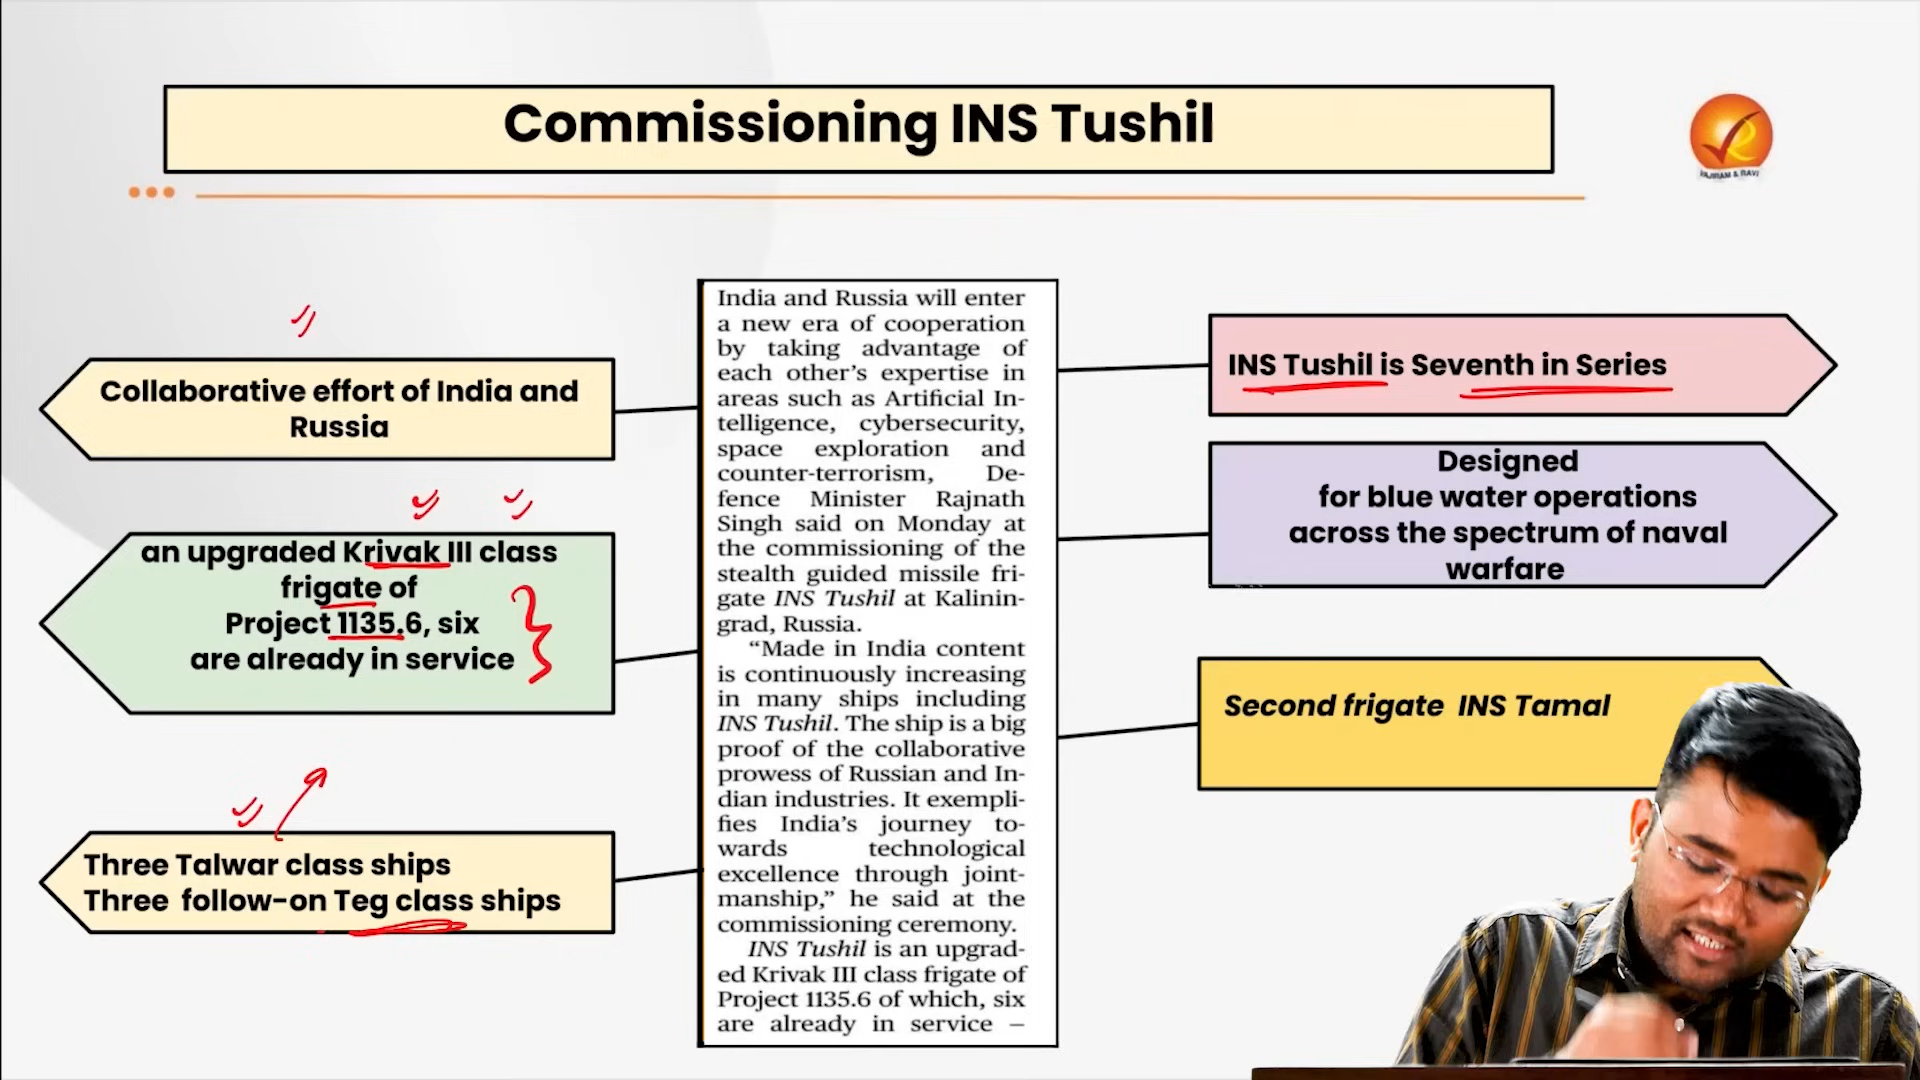 Commissioning INS Tushil
VAJIRAM & RAVI
Collaborative effort of India and
Russia
an upgraded Krivak III class
frigate of
Project 1135.6, six
are already in service
Three Talwar class ships
Three follow-on Teg class ships
India and Russia will enter
a new era of cooperation
by taking advantage of
each other's expertise in
areas such as Artificial In-
telligence, cybersecurity,
space exploration and
counter-terrorism, De-
fence Minister Rajnath
Singh said on Monday at
the commissioning of the
stealth guided missile fri-
gate INS Tushil at Kalinin-
grad, Russia.
“Made in India content
is continuously increasing
in many ships including
INS Tushil. The ship is a big
proof of the collaborative
prowess of Russian and In-
dian industries. It exempli-
fies India's journey to-
wards technological
excellence through joint-
manship,” he said at the
commissioning ceremony.
INS Tushil is an upgrad-
ed Krivak III class frigate of
Project 1135.6 of which, six
are already in service –
INS Tushil is Seventh in Series
Designed
for blue water operations
across the spectrum of naval
warfare
Second frigate INS Tamal